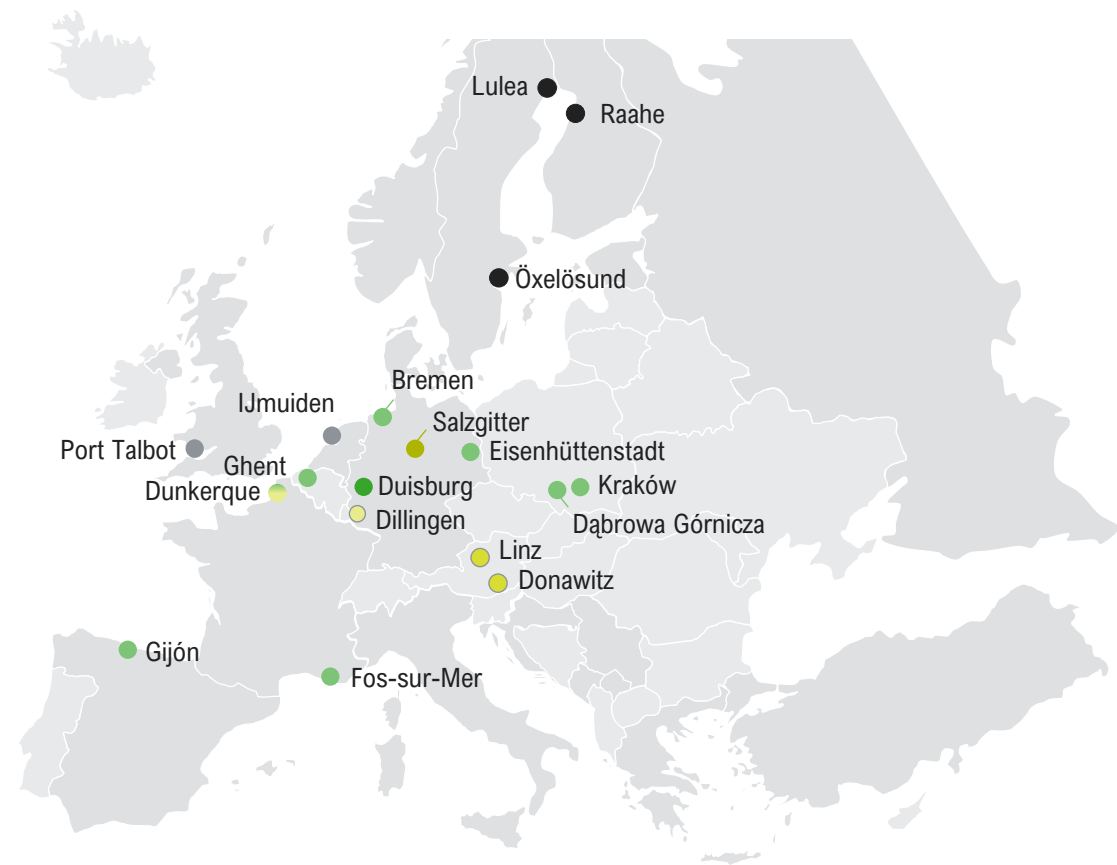 Lulea
Raahe
Öxelösund
Bremen
IJmuiden
Salzgitter
Port Talbot
Eisenhüttenstadt
Ghent
Dunkerque
Duisburg
Kraków
Dillingen
Dąbrowa Górnicza
Linz
Donawitz
Gijón
Fos-sur-Mer